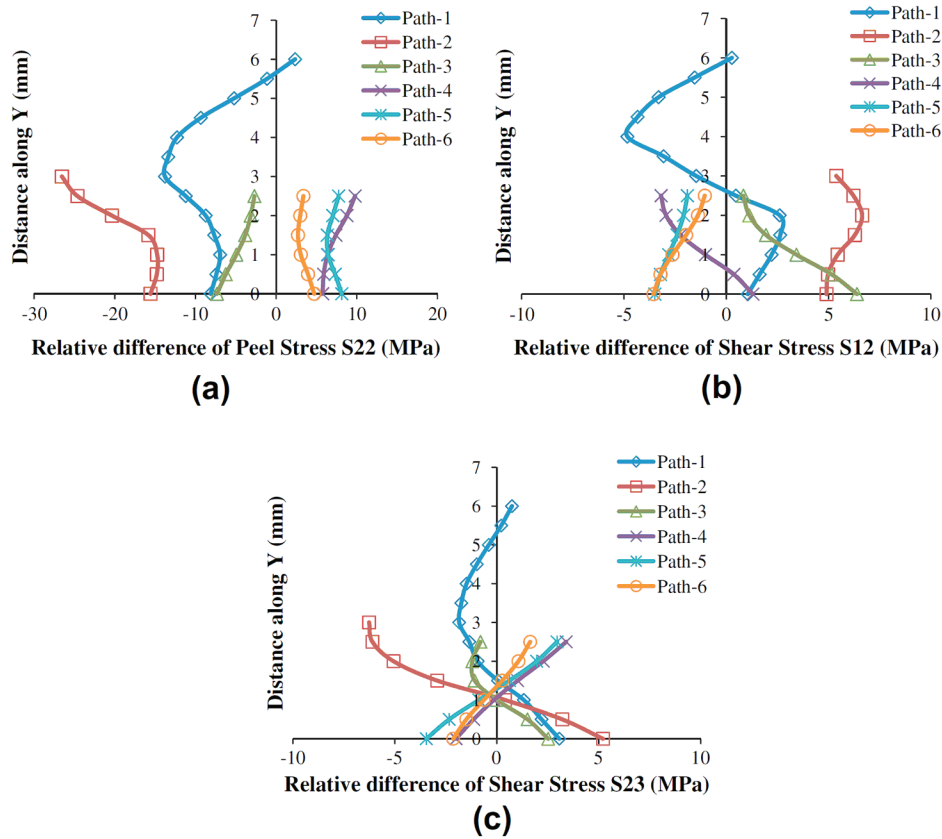 Path-1
Path-2
Path-3
Path-4
Path-5
Path-6
Distance along Y (mm)
7
6
5
4
3
2
1
0
-30
-20
-10
0
10
20
Relative difference of Peel Stress S22 (MPa)
(a)
Path-1
Path-2
Path-3
Path-4
Path-5
Path-6
Distance along Y (mm)
7
6
5
4
3
2
1
0
-10
-5
0
5
10
Relative difference of Shear Stress S12 (MPa)
(b)
Path-1
Path-2
Path-3
Path-4
Path-5
Path-6
Distance along Y (mm)
7
6
5
4
3
2
1
0
-10
-5
0
5
10
Relative difference of Shear Stress S23 (MPa)
(c)